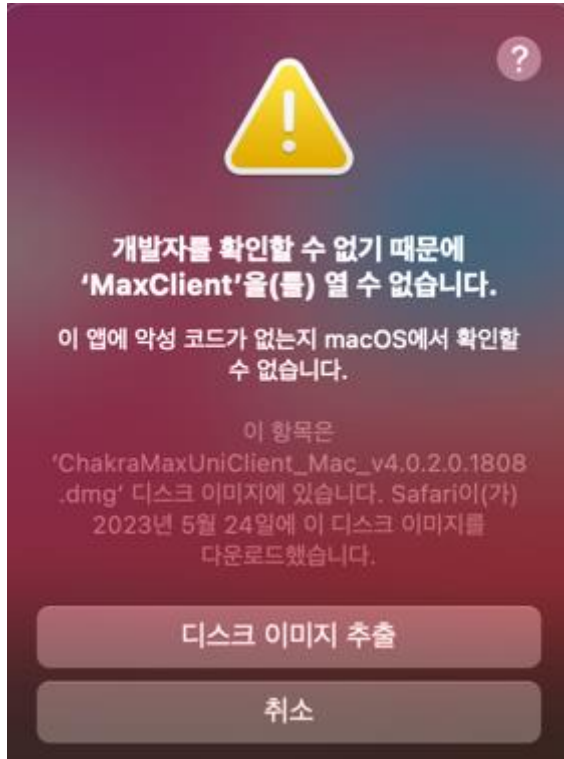 ?
개발자를 확인할 수 없기 때문에
‘MaxClient’을(를) 열 수 없습니다.
이 앱에 악성 코드가 없는지 macOS에서 확인할
수 없습니다.
이 항목은
‘ChakraMaxUniClient_Mac_v4.0.2.0.1808
.dmg’ 디스크 이미지에 있습니다. Safari이(가)
2023년 5월 24일에 이 디스크 이미지를
다운로드했습니다.
디스크 이미지 추출
취소